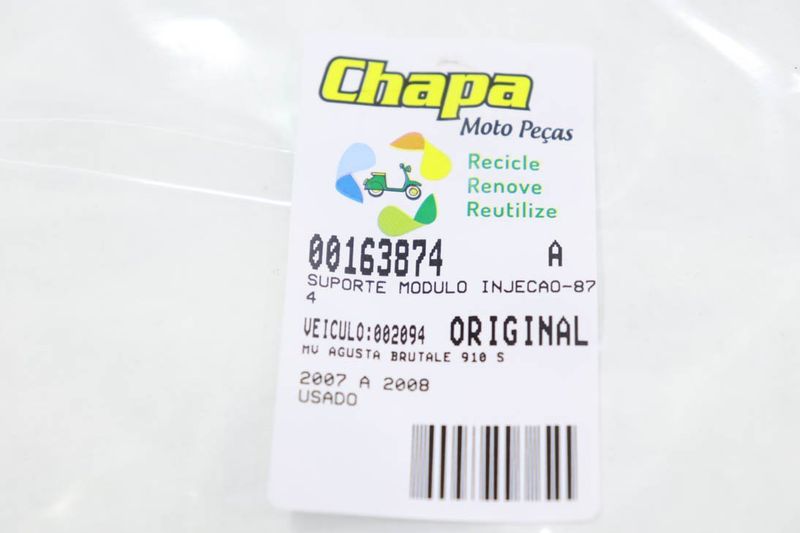 Chapa
Moto Peças
Recicle
Renove
Reutilize
00163874 A
SUPORTE MODULO INJECAO-87
4
VEICULO:002094 ORIGINAL
MV AGUSTA BRUTALE 910 S
2007 A 2008
USADO